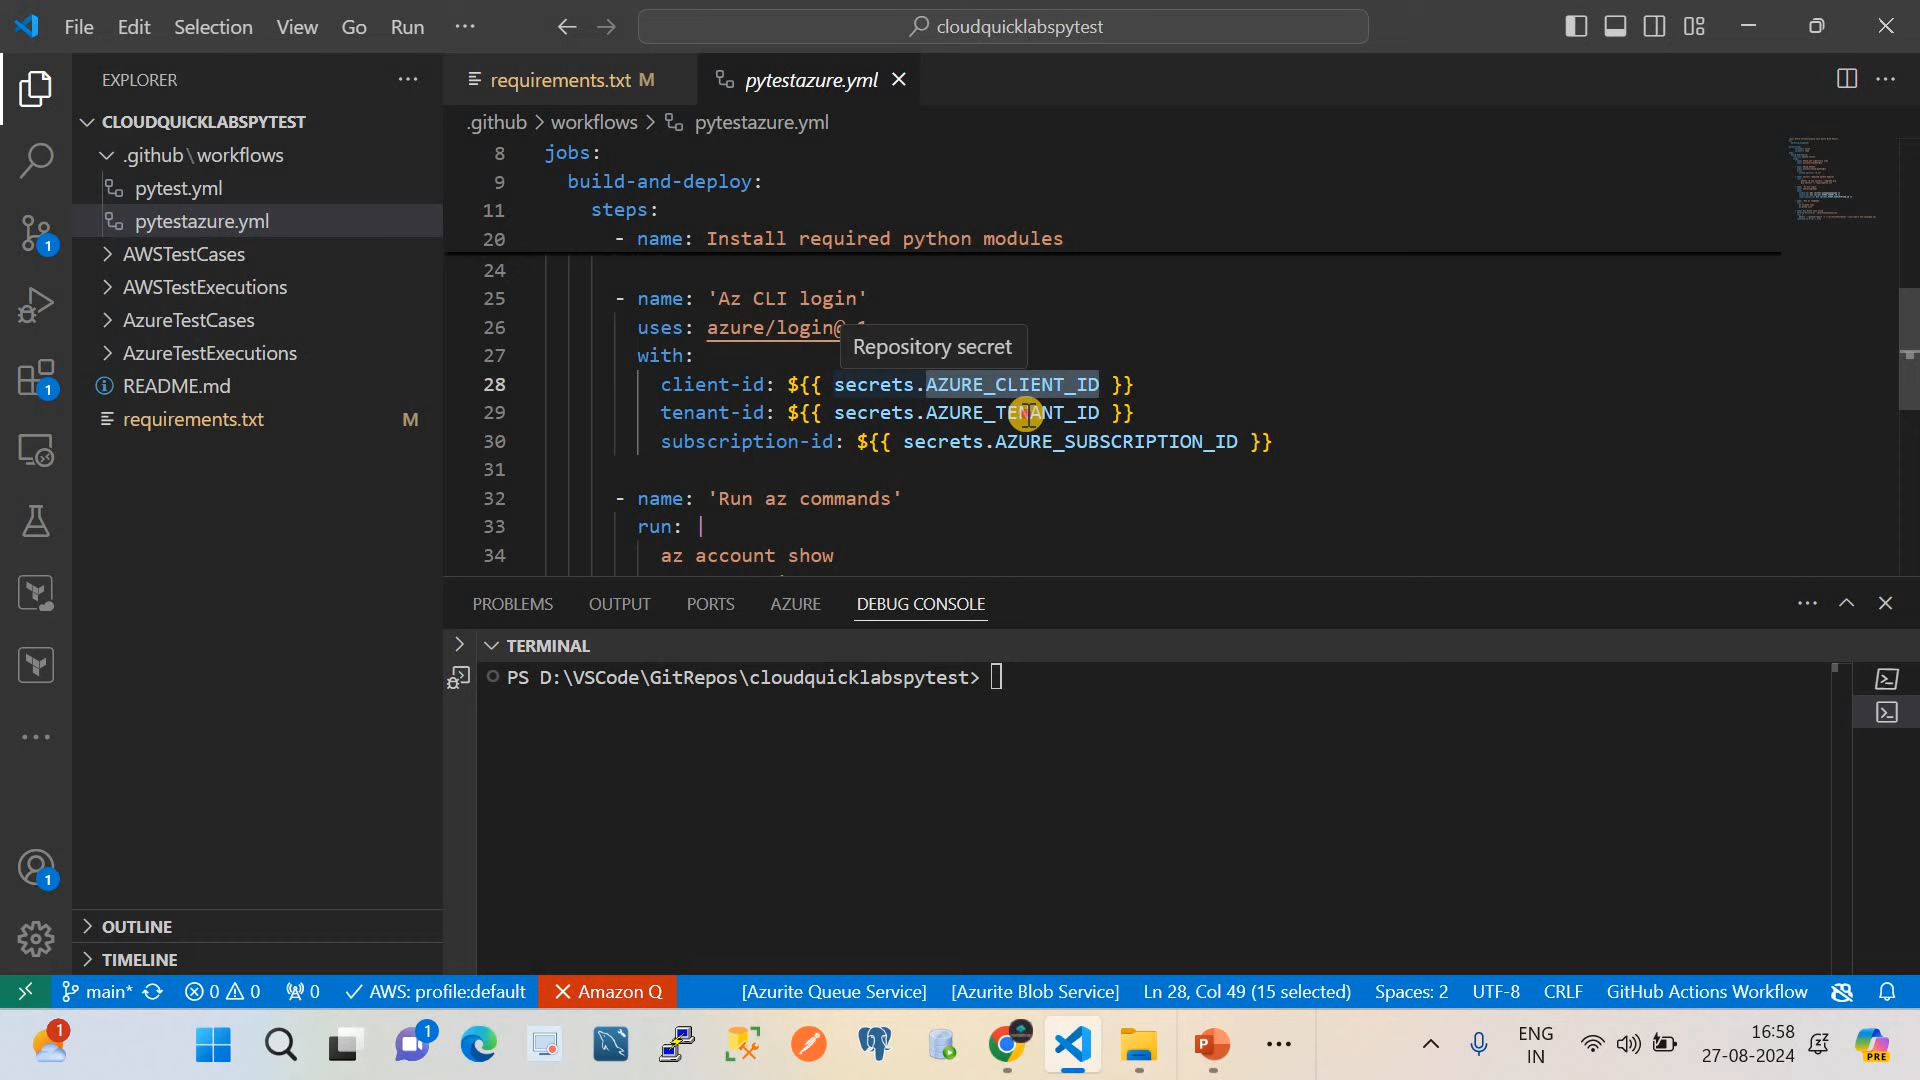 File Edit Selection View Go Run ···
cloudquicklabspytest
EXPLORER
CLOUDQUICKLABSPYTEST
.github\workflows
pytest.yml
pytestazure.yml
AWSTestCases
AWSTestExecutions
AzureTestCases
AzureTestExecutions
README.md
requirements.txt M
OUTLINE
TIMELINE
requirements.txt M
pytestazure.yml
.github > workflows > pytestazure.yml
8 jobs:
9 build-and-deploy:
11 steps:
20 - name: Install required python modules
24
25 - name: 'Az CLI login'
26 uses: azure/login@
Repository secret
27 with:
28 client-id: ${{ secrets.AZURE_CLIENT_ID }}
29 tenant-id: ${{ secrets.AZURE_TENANT_ID }}
30 subscription-id: ${{ secrets.AZURE_SUBSCRIPTION_ID }}
31
32 - name: 'Run az commands'
33 run: |
34 az account show
PROBLEMS OUTPUT PORTS AZURE DEBUG CONSOLE
TERMINAL
PS D:\VSCode\GitRepos\cloudquicklabspytest>
1
1
1
main* 0 0 0 AWS: profile:default Amazon Q [Azurite Queue Service] [Azurite Blob Service] Ln 28, Col 49 (15 selected) Spaces: 2 UTF-8 CRLF GitHub Actions Workflow
1
1
PRE
ENG
IN
16:58
27-08-2024